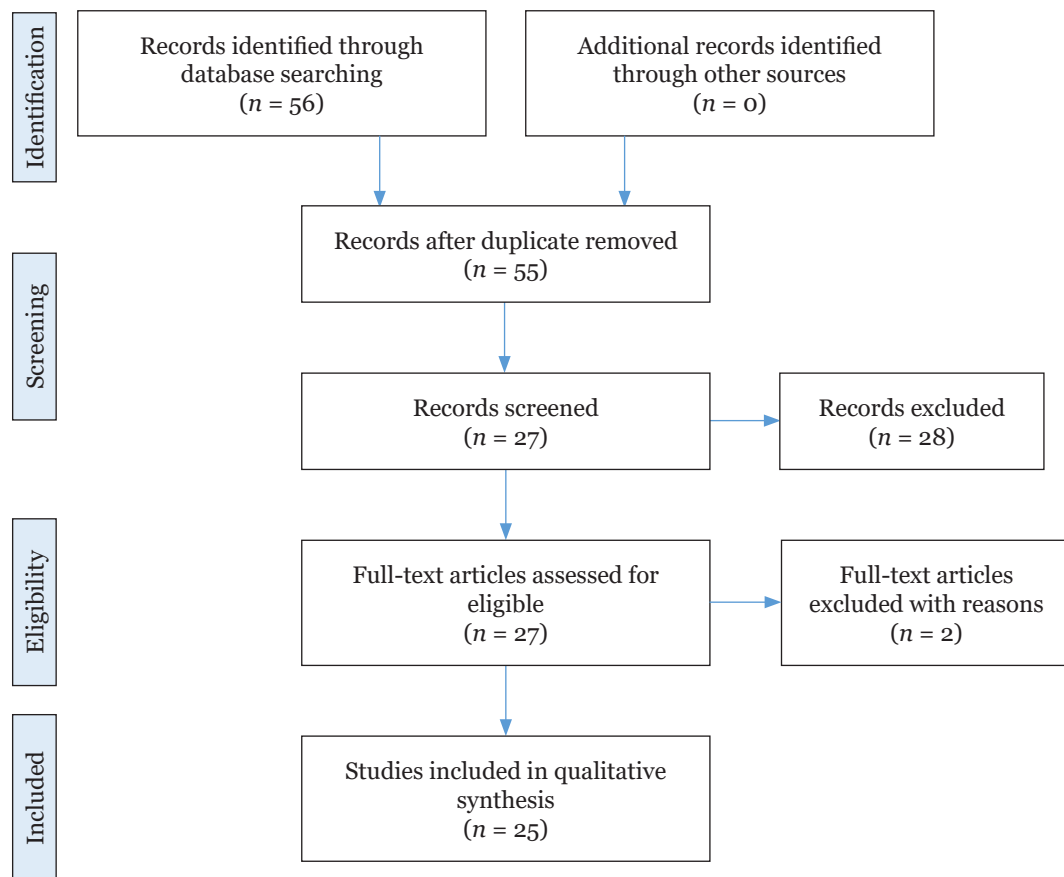 Identification
Records identified through
database searching
(n = 56)
Additional records identified
through other sources
(n = 0)
Screening
Records after duplicate removed
(n = 55)
Records screened
(n = 27)
Records excluded
(n = 28)
Eligibility
Full-text articles assessed for
eligible
(n = 27)
Full-text articles
excluded with reasons
(n = 2)
Included
Studies included in qualitative
synthesis
(n = 25)